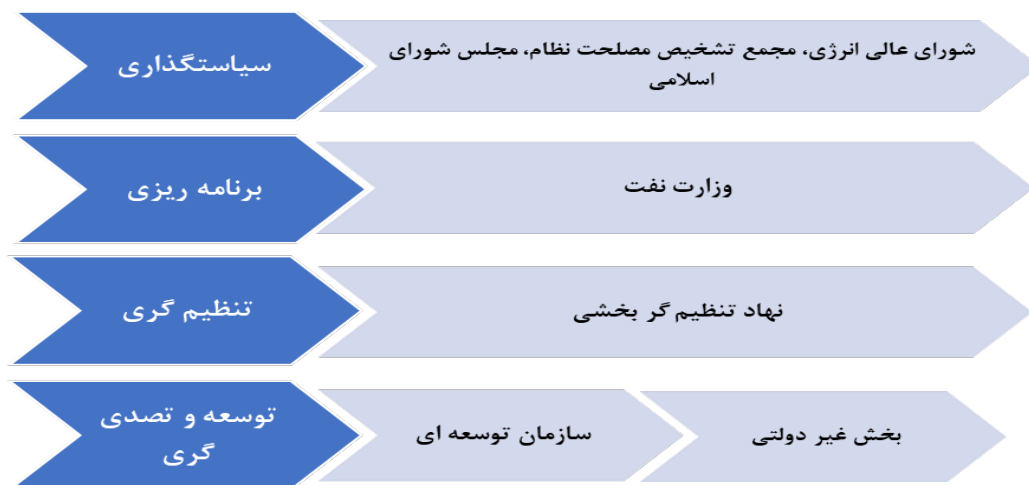 سیاستگذاری
شورای عالی انرژی، مجمع تشخیص مصلحت نظام، مجلس شورای
اسلامی
برنامه ریزی
وزارت نفت
تنظیم گری
نهاد تنظیم گر بخشی
توسعه و تصدی
گری
سازمان توسعه ای
بخش غیر دولتی